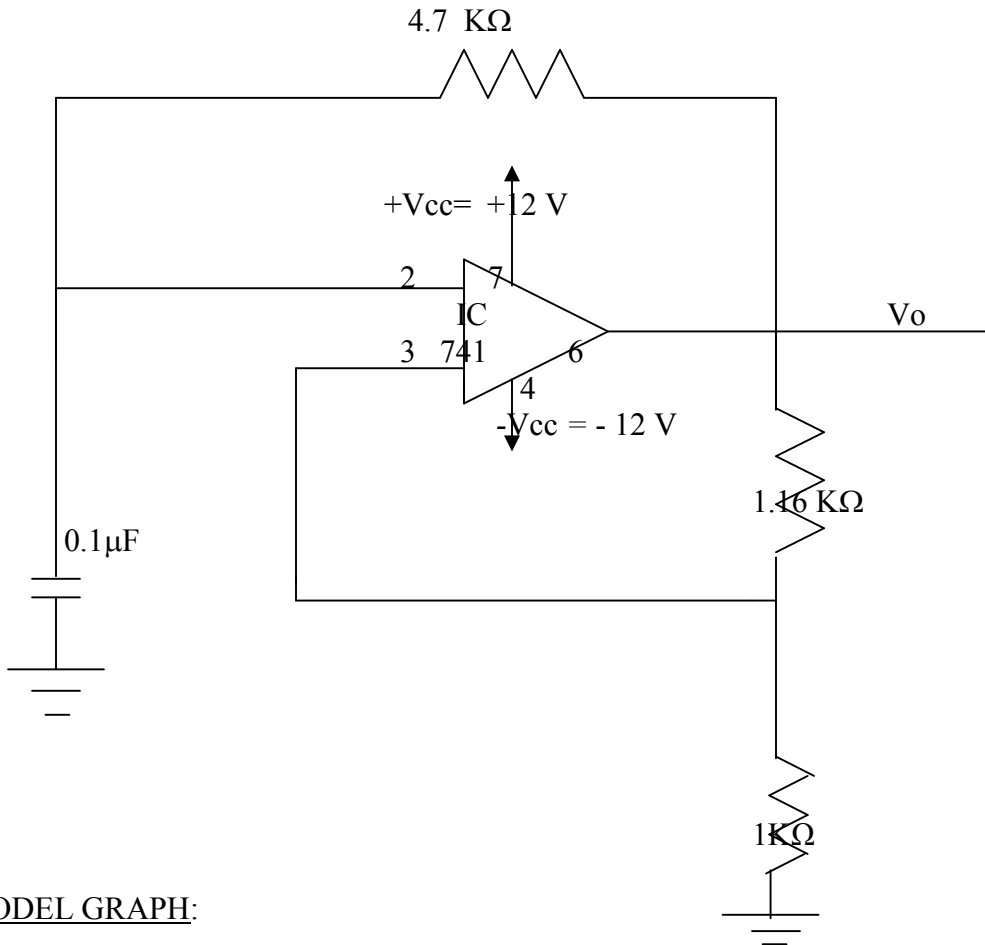 4.7 KΩ
+Vcc= +12 V
2
7
IC
Vo
3
741
6
4
-Vcc = - 12 V
1.16 KΩ
0.1μF
1KΩ
ODEL GRAPH: